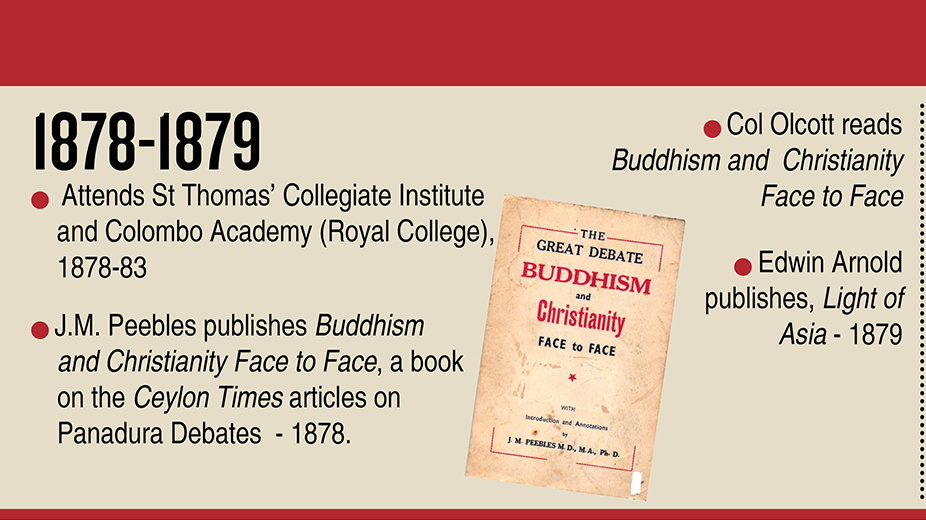 1878-1879
● Attends St Thomas’ Collegiate Institute
and Colombo Academy (Royal College),
1878-83
● J.M. Peebles publishes Buddhism
and Christianity Face to Face, a book
on the Ceylon Times articles on
Panadura Debates - 1878.
THE
GREAT DEBATE
BUDDHISM
and
Christianity
FACE to FACE
WITH
Introduction and Annotations
by
J. M. PEEBLES M. D., M. A., Ph. D.
● Col Olcott reads
Buddhism and Christianity
Face to Face
● Edwin Arnold
publishes, Light of
Asia - 1879